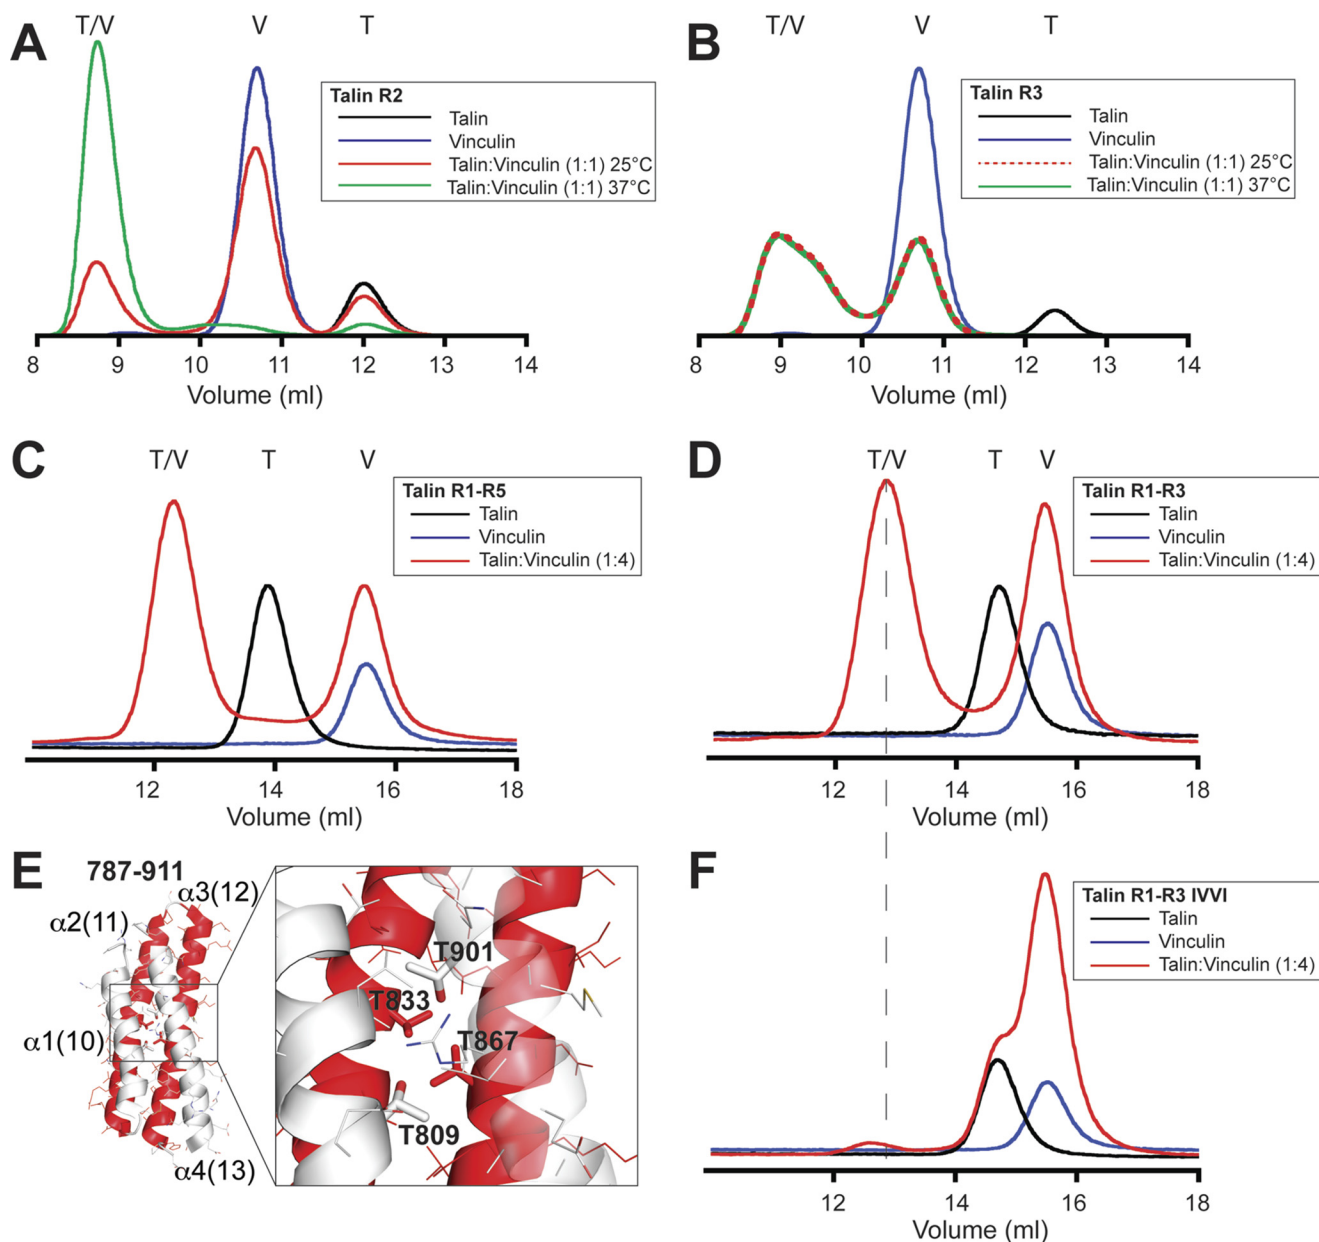 A
T/V V T
Talin R2
Talin
Vinculin
Talin:Vinculin (1:1) 25°C
Talin:Vinculin (1:1) 37°C
8 9 10 11 12 13 14
Volume (ml)
B
T/V V T
Talin R3
Talin
Vinculin
Talin:Vinculin (1:1) 25°C
Talin:Vinculin (1:1) 37°C
8 9 10 11 12 13 14
Volume (ml)
C
T/V T V
Talin R1-R5
Talin
Vinculin
Talin:Vinculin (1:4)
12 14 16 18
Volume (ml)
D
T/V T V
Talin R1-R3
Talin
Vinculin
Talin:Vinculin (1:4)
12 14 16 18
Volume (ml)
E
787-911
α3(12)
α2(11)
α1(10)
α4(13)
T901
T833
T867
T809
F
Talin R1-R3 IVVI
Talin
Vinculin
Talin:Vinculin (1:4)
12 14 16 18
Volume (ml)